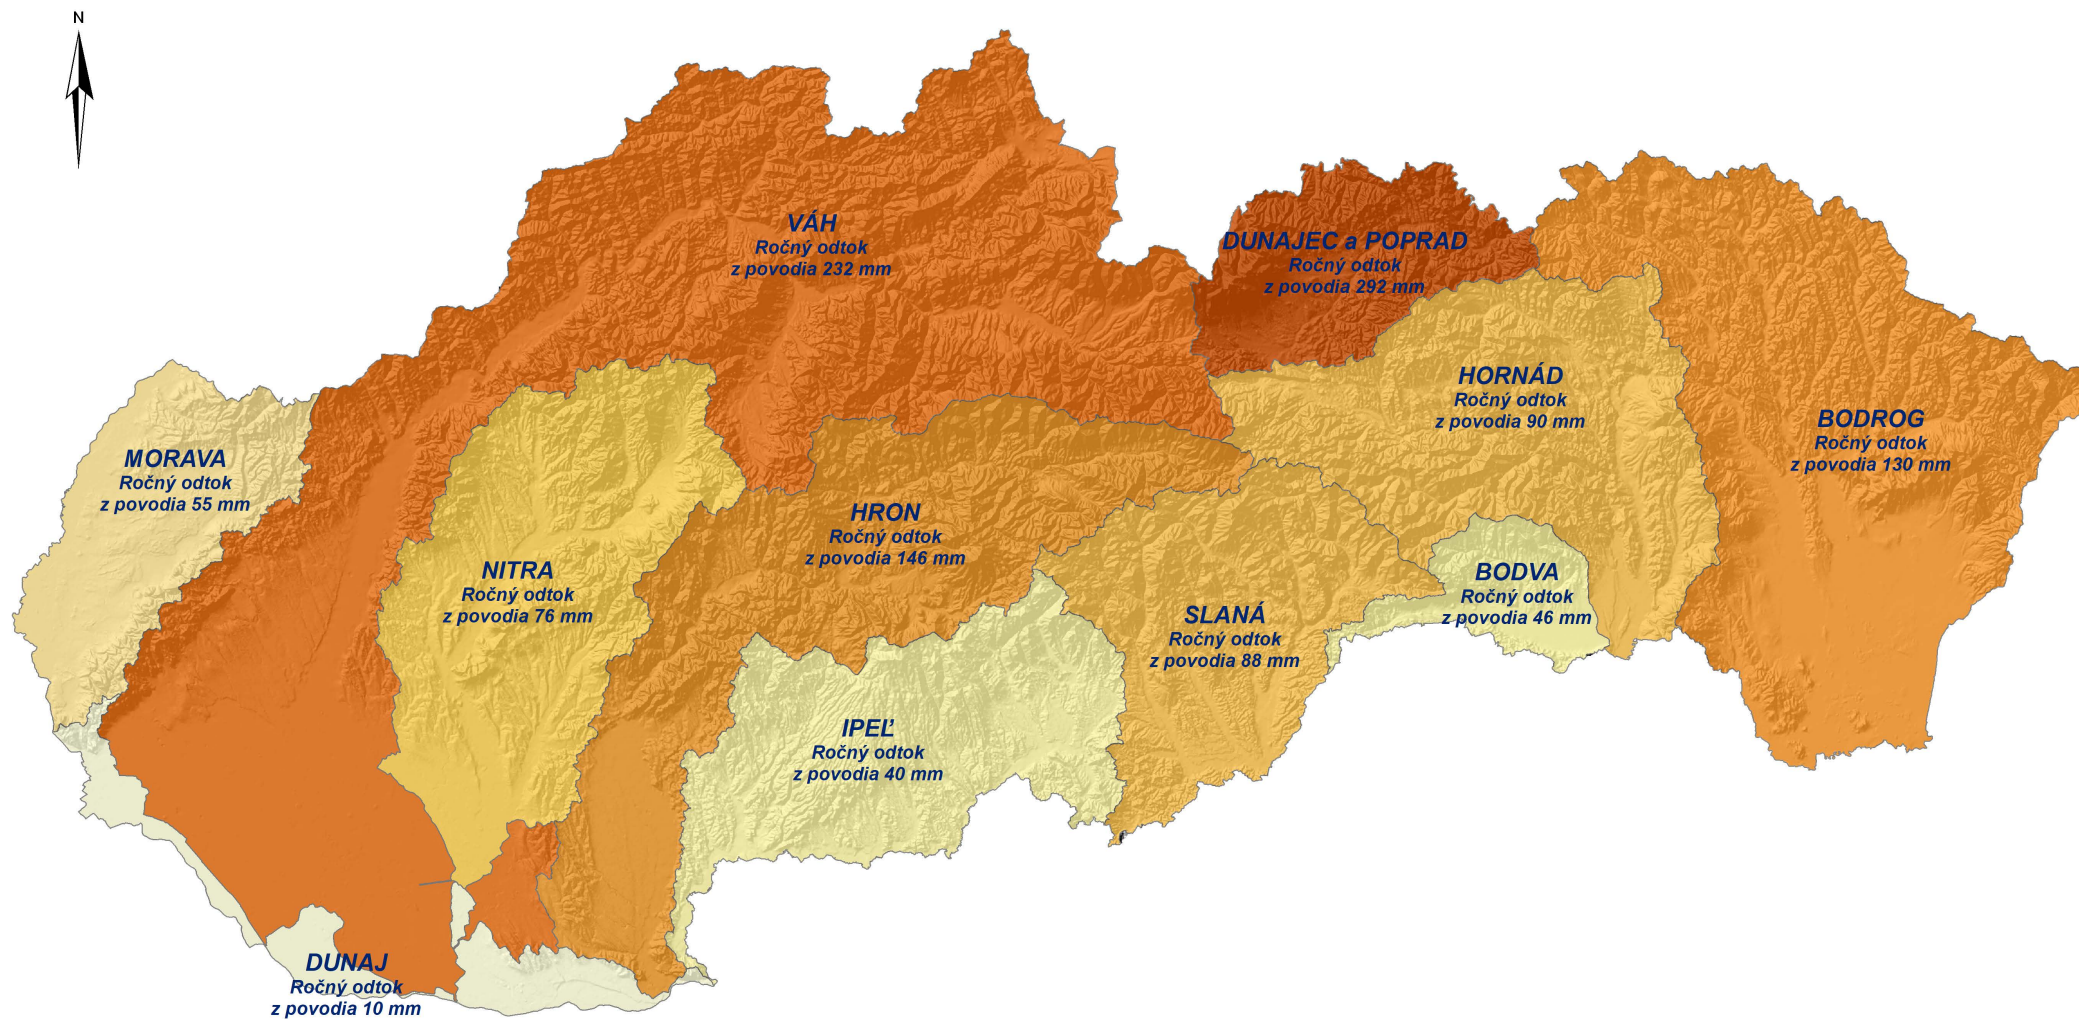 N
VÁH
Ročný odtok
z povodia 232 mm
DUNAJEC a POPRAD
Ročný odtok
z povodia 292 mm
HORNÁD
Ročný odtok
z povodia 90 mm
BODROG
Ročný odtok
z povodia 130 mm
MORAVA
Ročný odtok
z povodia 55 mm
HRON
Ročný odtok
z povodia 146 mm
NITRA
Ročný odtok
z povodia 76 mm
BODVA
Ročný odtok
z povodia 46 mm
SLANÁ
Ročný odtok
z povodia 88 mm
IPEĽ
Ročný odtok
z povodia 40 mm
DUNAJ
Ročný odtok
z povodia 10 mm